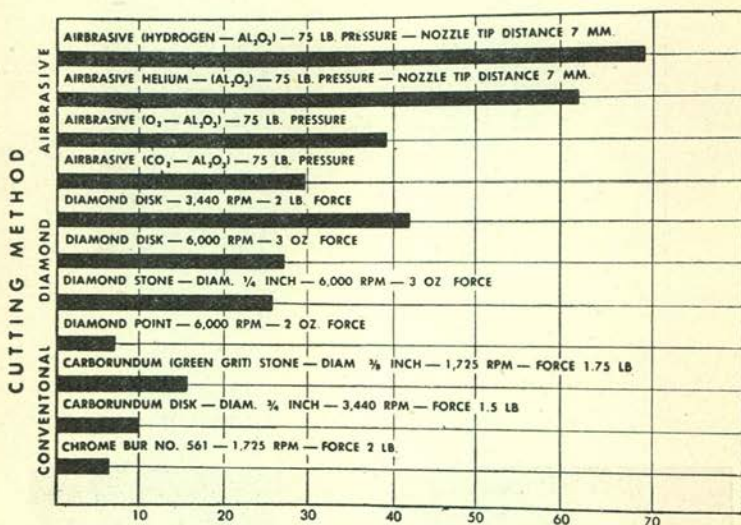 CUTTING METHOD
AIRBRASIVE
DIAMOND
CONVENTONAL
AIRBRASIVE (HYDROGEN — AL₂O₃) — 75 LB. PRESSURE — NOZZLE TIP DISTANCE 7 MM.
AIRBRASIVE HELIUM — (AL₂O₃) — 75 LB. PRESSURE — NOZZLE TIP DISTANCE 7 MM.
AIRBRASIVE (O₂ — AL₂O₃) — 75 LB. PRESSURE
AIRBRASIVE (CO₂ — AL₂O₃) — 75 LB. PRESSURE
DIAMOND DISK — 3,440 RPM — 2 LB. FORCE
DIAMOND DISK — 6,000 RPM — 3 OZ FORCE
DIAMOND STONE — DIAM. ¼ INCH — 6,000 RPM — 3 OZ FORCE
DIAMOND POINT — 6,000 RPM — 2 OZ. FORCE
CARBORUNDUM (GREEN GRIT) STONE — DIAM ⅜ INCH — 1,725 RPM — FORCE 1.75 LB
CARBORUNDUM DISK — DIAM. ¾ INCH — 3,440 RPM — FORCE 1.5 LB
CHROME BUR NO. 561 — 1,725 RPM — FORCE 2 LB.
10 20 30 40 50 60 70 80